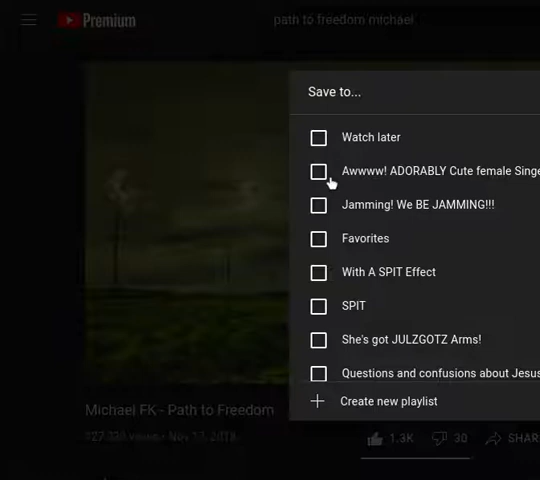 Premium
path to freedom michael
Save to...
Watch later
Awwww! ADORABLY Cute female Singe
Jamming! We BE JAMMING!!!
Favorites
With A SPIT Effect
SPIT
She's got JULZGOTZ Arms!
Questions and confusions about Jesus
Create new playlist
Michael FK - Path to Freedom
views • Nov 17, 2018
1.3K
30
SHAR